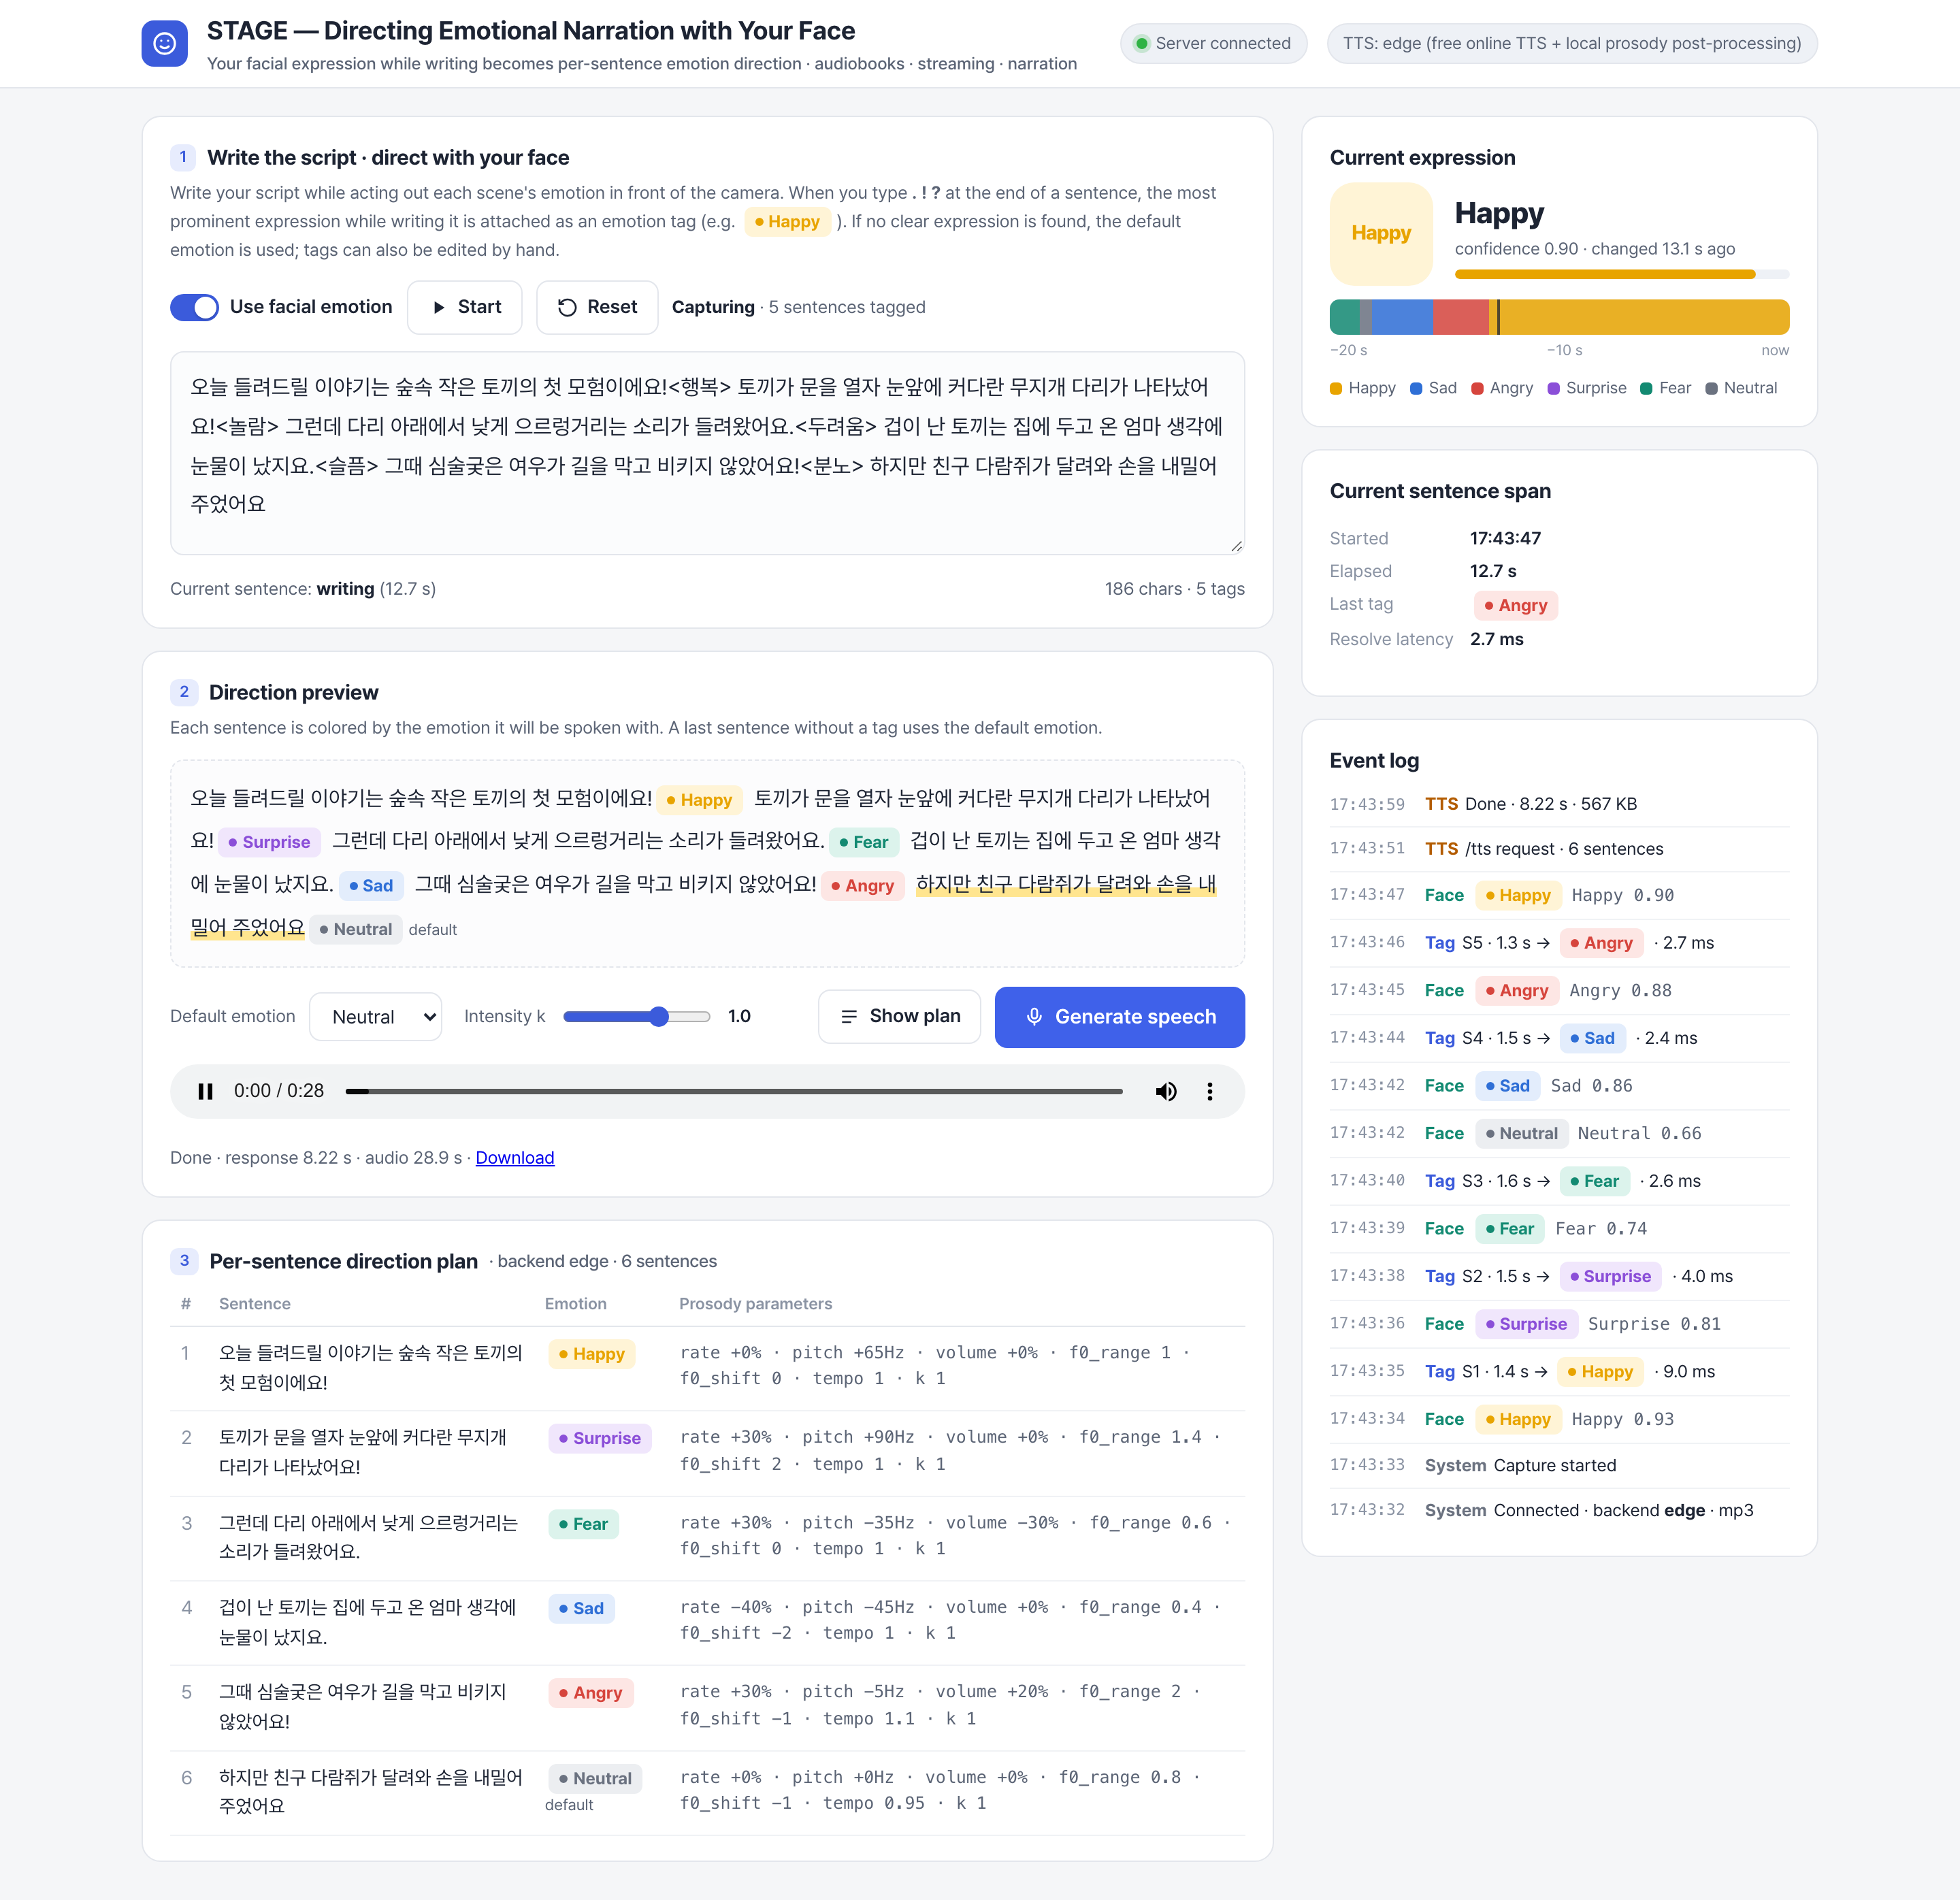 STAGE — Directing Emotional Narration with Your Face
Your facial expression while writing becomes per-sentence emotion direction · audiobooks · streaming · narration
Server connected
TTS: edge (free online TTS + local prosody post-processing)
1 Write the script · direct with your face
Write your script while acting out each scene's emotion in front of the camera. When you type . ! ? at the end of a sentence, the most
prominent expression while writing it is attached as an emotion tag (e.g. Happy ). If no clear expression is found, the default
emotion is used; tags can also be edited by hand.
Use facial emotion Start Reset Capturing · 5 sentences tagged
오늘 들려드릴 이야기는 숲속 작은 토끼의 첫 모험이에요!<행복> 토끼가 문을 열자 눈앞에 커다란 무지개 다리가 나타났어
요!<놀람> 그런데 다리 아래에서 낮게 으르렁거리는 소리가 들려왔어요.<두려움> 겁이 난 토끼는 집에 두고 온 엄마 생각에
눈물이 났지요.<슬픔> 그때 심술궂은 여우가 길을 막고 비키지 않았어요!<분노> 하지만 친구 다람쥐가 달려와 손을 내밀어
주었어요
Current sentence: writing (12.7 s)
186 chars · 5 tags
2 Direction preview
Each sentence is colored by the emotion it will be spoken with. A last sentence without a tag uses the default emotion.
오늘 들려드릴 이야기는 숲속 작은 토끼의 첫 모험이에요! Happy 토끼가 문을 열자 눈앞에 커다란 무지개 다리가 나타났어
요! Surprise 그런데 다리 아래에서 낮게 으르렁거리는 소리가 들려왔어요. Fear 겁이 난 토끼는 집에 두고 온 엄마 생각
에 눈물이 났지요. Sad 그때 심술궂은 여우가 길을 막고 비키지 않았어요! Angry 하지만 친구 다람쥐가 달려와 손을 내
밀어 주었어요 Neutral default
Default emotion Neutral Intensity k 1.0 Show plan Generate speech
0:00 / 0:28
Done · response 8.22 s · audio 28.9 s · Download
3 Per-sentence direction plan · backend edge · 6 sentences
# Sentence Emotion Prosody parameters
1 오늘 들려드릴 이야기는 숲속 작은 토끼의 Happy rate +0% · pitch +65Hz · volume +0% · f0_range 1 ·
첫 모험이에요! f0_shift 0 · tempo 1 · k 1
2 토끼가 문을 열자 눈앞에 커다란 무지개 Surprise rate +30% · pitch +90Hz · volume +0% · f0_range 1.4 ·
다리가 나타났어요! f0_shift 2 · tempo 1 · k 1
3 그런데 다리 아래에서 낮게 으르렁거리는 Fear rate +30% · pitch −35Hz · volume −30% · f0_range 0.6 ·
소리가 들려왔어요. f0_shift 0 · tempo 1 · k 1
4 겁이 난 토끼는 집에 두고 온 엄마 생각에 Sad rate −40% · pitch −45Hz · volume +0% · f0_range 0.4 ·
눈물이 났지요. f0_shift −2 · tempo 1 · k 1
5 그때 심술궂은 여우가 길을 막고 비키지 Angry rate +30% · pitch −5Hz · volume +20% · f0_range 2 ·
않았어요! f0_shift −1 · tempo 1.1 · k 1
6 하지만 친구 다람쥐가 달려와 손을 내밀어 Neutral rate +0% · pitch +0Hz · volume +0% · f0_range 0.8 ·
주었어요 default f0_shift −1 · tempo 0.95 · k 1
Current expression
Happy
Happy
confidence 0.90 · changed 13.1 s ago
−20 s −10 s now
Happy Sad Angry Surprise Fear Neutral
Current sentence span
Started 17:43:47
Elapsed 12.7 s
Last tag Angry
Resolve latency 2.7 ms
Event log
17:43:59 TTS Done · 8.22 s · 567 KB
17:43:51 TTS /tts request · 6 sentences
17:43:47 Face Happy Happy 0.90
17:43:46 Tag S5 · 1.3 s → Angry · 2.7 ms
17:43:45 Face Angry Angry 0.88
17:43:44 Tag S4 · 1.5 s → Sad · 2.4 ms
17:43:42 Face Sad Sad 0.86
17:43:42 Face Neutral Neutral 0.66
17:43:40 Tag S3 · 1.6 s → Fear · 2.6 ms
17:43:39 Face Fear Fear 0.74
17:43:38 Tag S2 · 1.5 s → Surprise · 4.0 ms
17:43:36 Face Surprise Surprise 0.81
17:43:35 Tag S1 · 1.4 s → Happy · 9.0 ms
17:43:34 Face Happy Happy 0.93
17:43:33 System Capture started
17:43:32 System Connected · backend edge · mp3